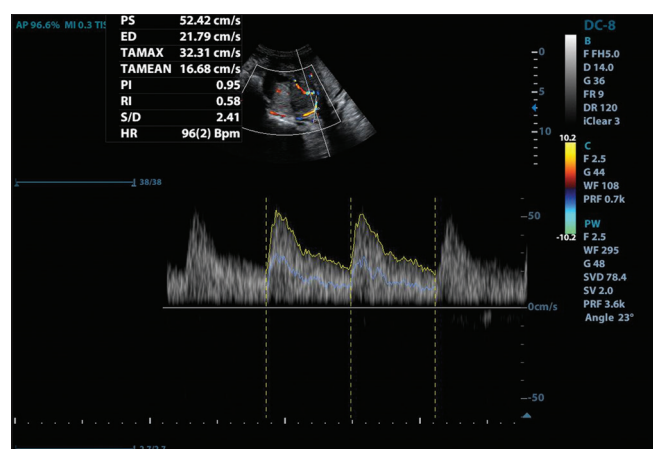 AP 96.6% MI 0.3
PS 52.42 cm/s
ED 21.79 cm/s
TAMAX 32.31 cm/s
TAMEAN 16.68 cm/s
PI 0.95
RI 0.58
S/D 2.41
HR 96(2) Bpm
DC-8
B
F FH5.0
D 14.0
G 36
FR 9
DR 120
iClear 3
0
5
10
10.2
-10.2
C
F 2.5
G 44
WF 108
PRF 0.7k
PW
F 2.5
WF 295
G 48
SVD 78.4
SV 2.0
PRF 3.6k
Angle 23°
38/38
50
0cm/s
-50